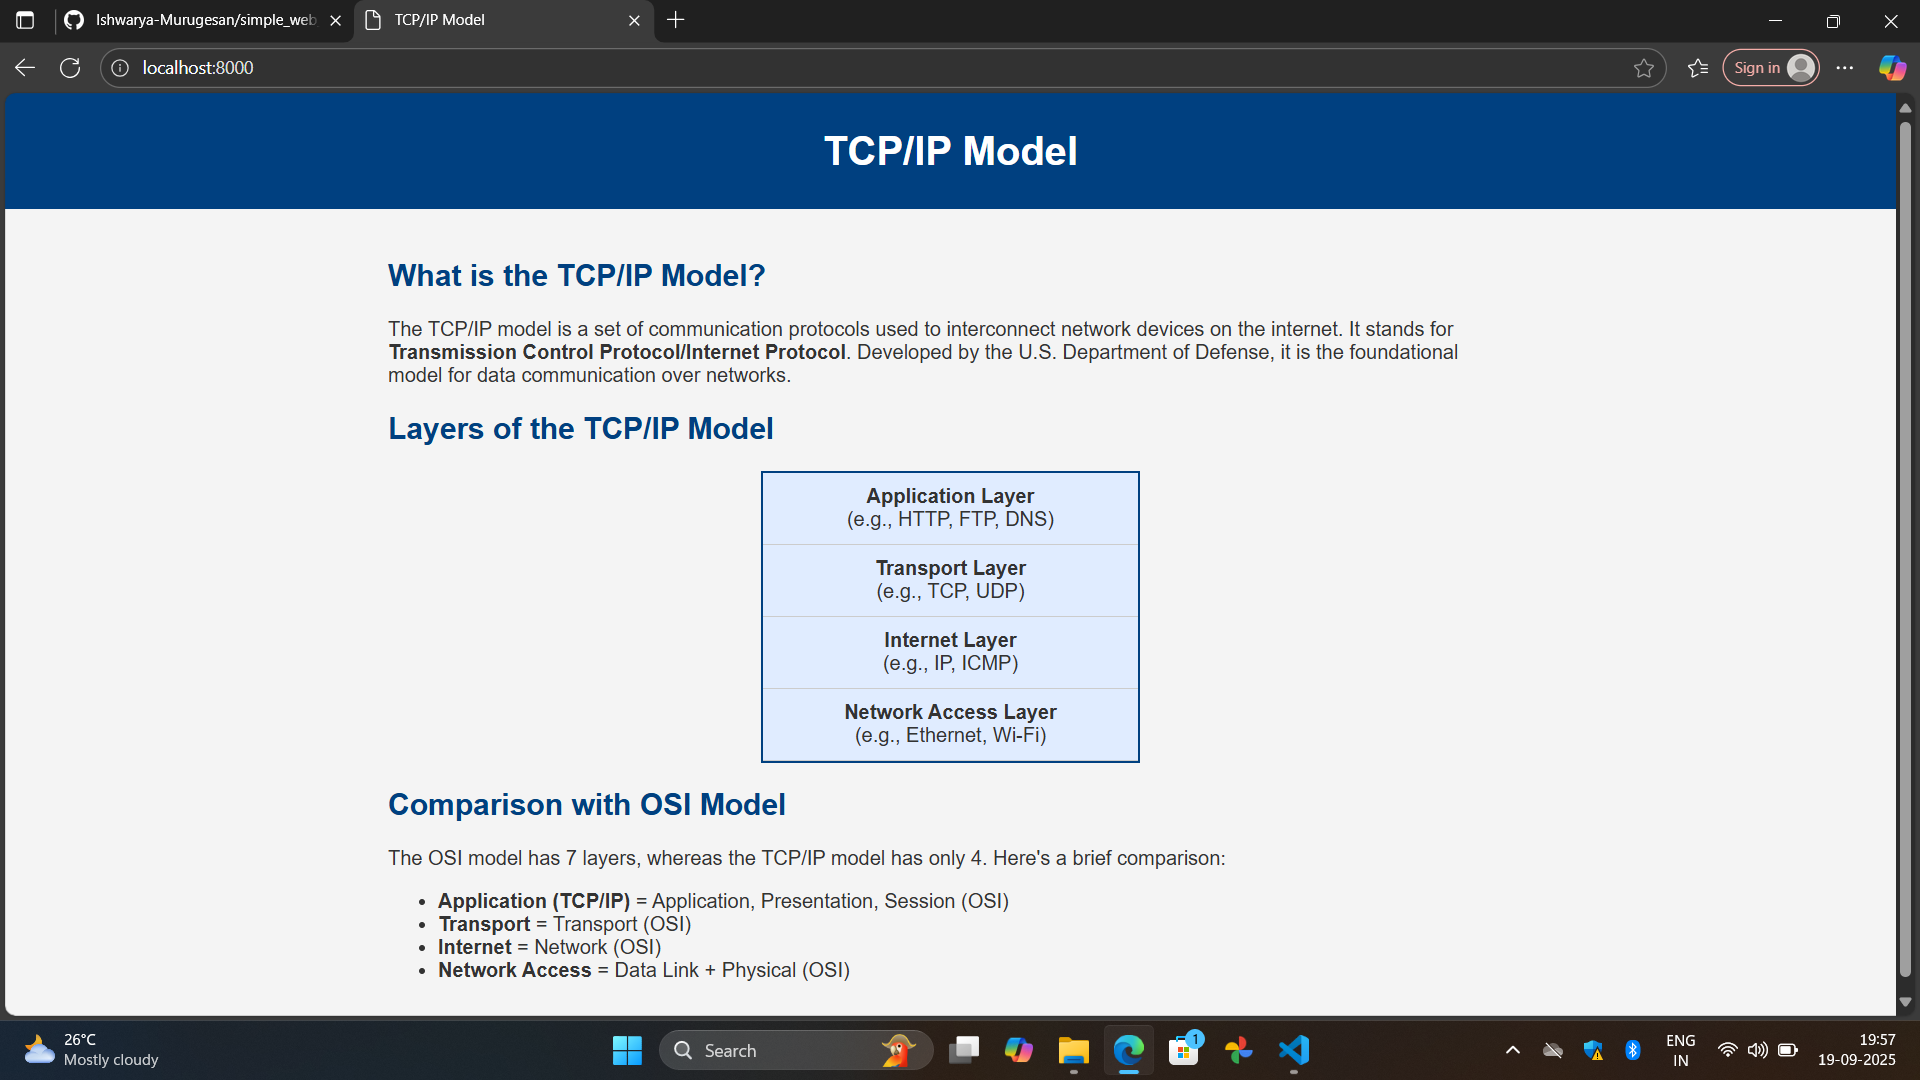 Ishwarya-Murugesan/simple_web
TCP/IP Model
localhost:8000
Sign in
TCP/IP Model
What is the TCP/IP Model?
The TCP/IP model is a set of communication protocols used to interconnect network devices on the internet. It stands for
Transmission Control Protocol/Internet Protocol. Developed by the U.S. Department of Defense, it is the foundational
model for data communication over networks.
Layers of the TCP/IP Model
Application Layer
(e.g., HTTP, FTP, DNS)
Transport Layer
(e.g., TCP, UDP)
Internet Layer
(e.g., IP, ICMP)
Network Access Layer
(e.g., Ethernet, Wi-Fi)
Comparison with OSI Model
The OSI model has 7 layers, whereas the TCP/IP model has only 4. Here's a brief comparison:
• Application (TCP/IP) = Application, Presentation, Session (OSI)
• Transport = Transport (OSI)
• Internet = Network (OSI)
• Network Access = Data Link + Physical (OSI)
26°C
Mostly cloudy
Search
1
ENG
IN
19:57
19-09-2025